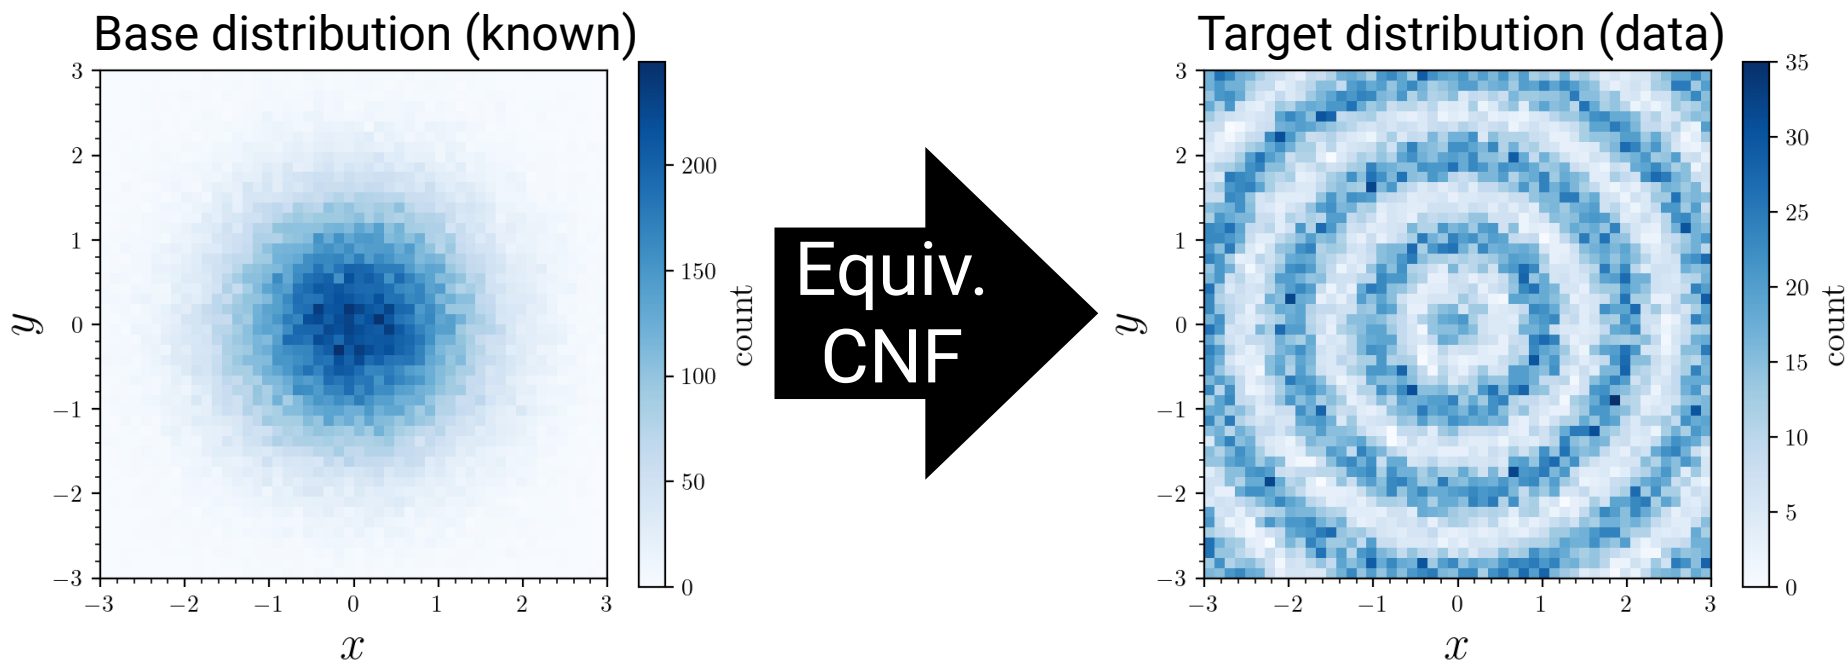 Base distribution (known)
3
2
1
0
−1
−2
−3
y
−3 −2 −1 0 1 2 3
x
200
150
100
50
0
count
Equiv.
CNF
Target distribution (data)
3
2
1
0
−1
−2
−3
y
−3 −2 −1 0 1 2 3
x
35
30
25
20
15
10
5
0
count